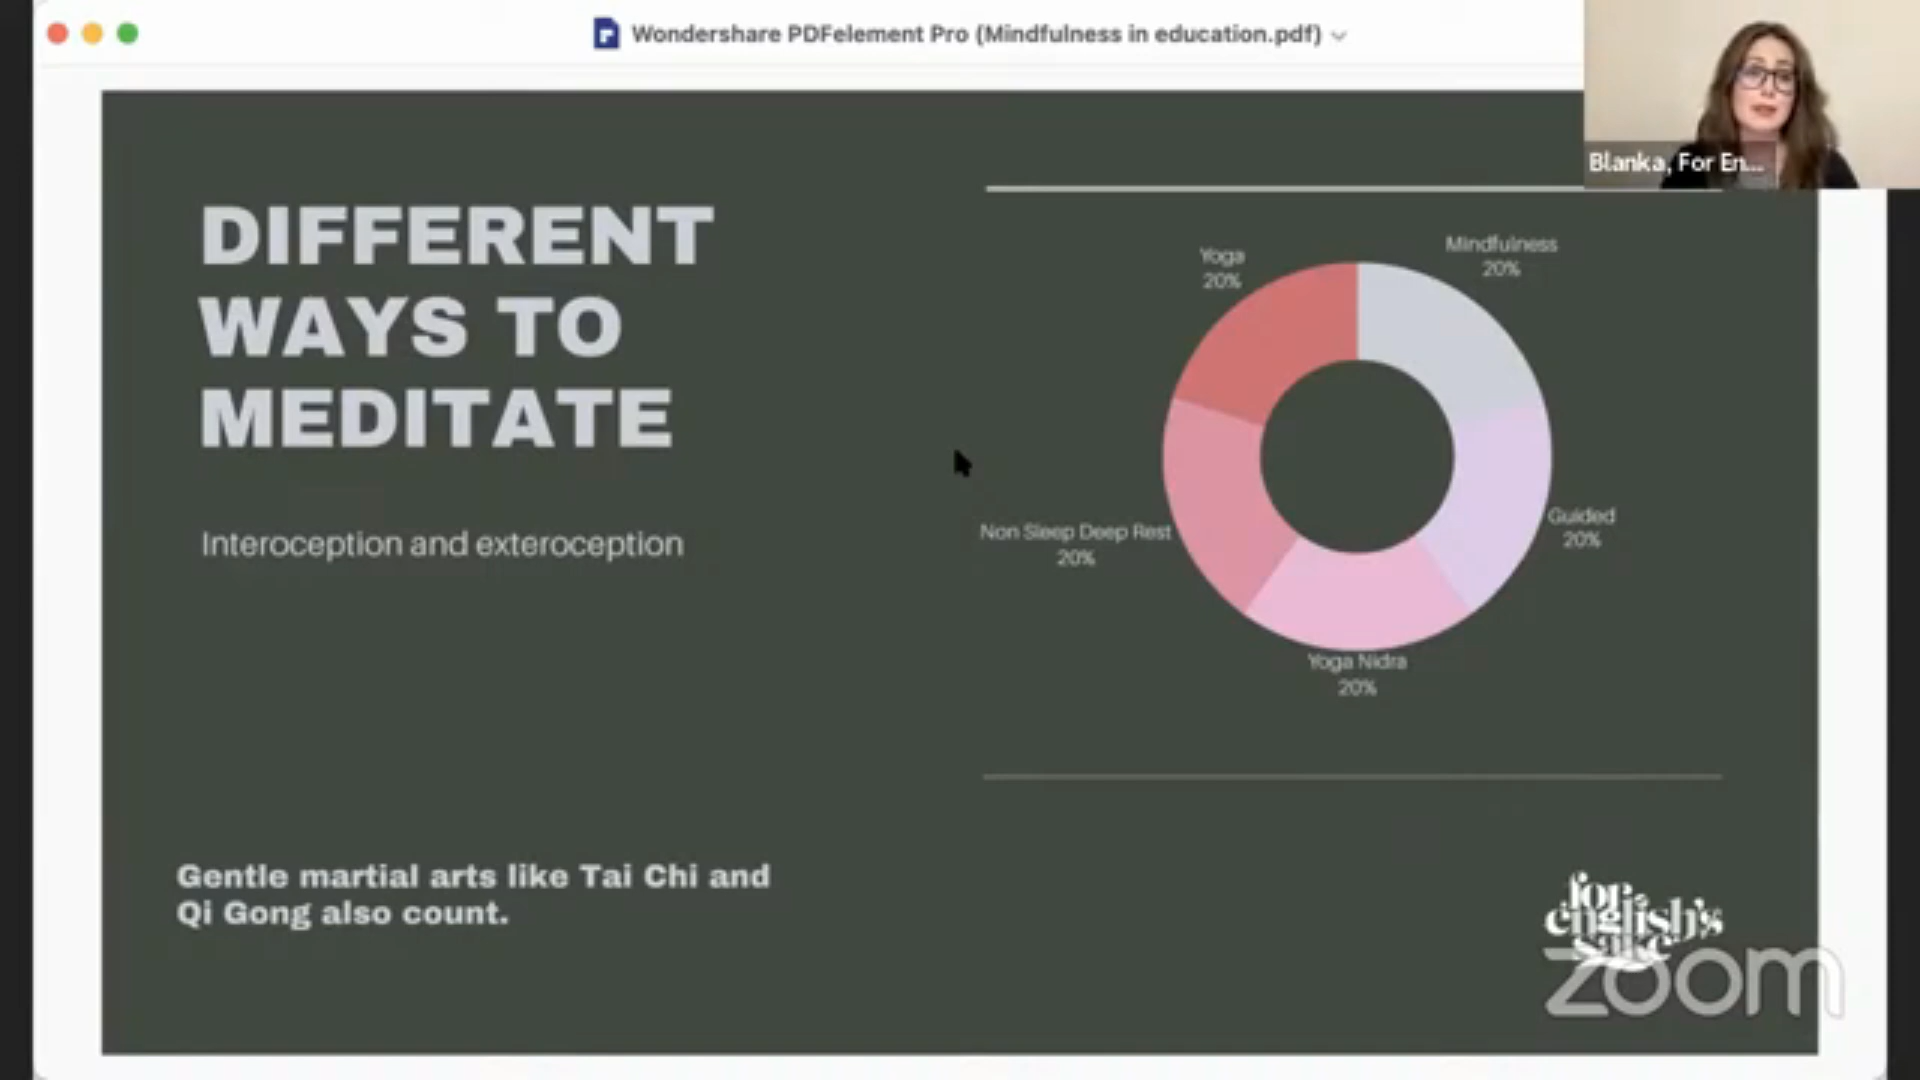 Wondershare PDFelement Pro (Mindfulness in education.pdf)
Blanka, For En...
DIFFERENT
WAYS TO
MEDITATE
Interoception and exteroception
Yoga
20%
Mindfulness
20%
Non Sleep Deep Rest
20%
Guided
20%
Yoga Nidra
20%
Gentle martial arts like Tai Chi and
Qi Gong also count.
for
english's
sake
zoom